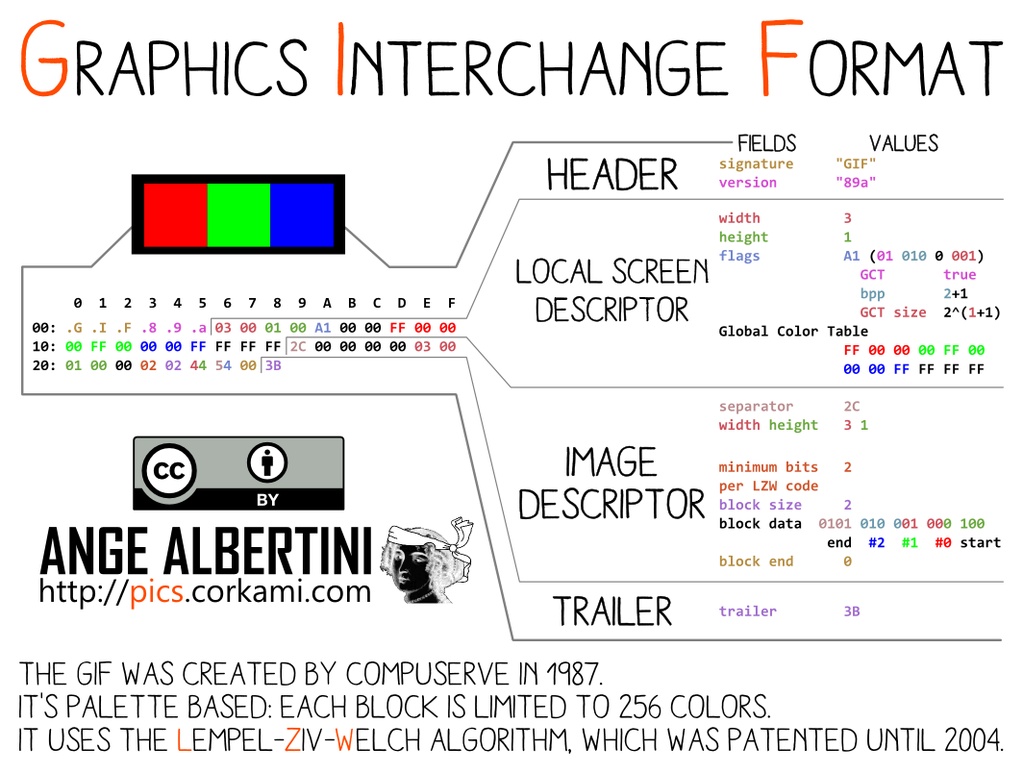 GRAPHICS INTERCHANGE FORMAT
FIELDS VALUES
HEADER
signature "GIF"
version "89a"
LOCAL SCREEN
DESCRIPTOR
width 3
height 1
flags A1 (01 010 0 001)
GCT true
bpp 2+1
GCT size 2^(1+1)
Global Color Table
FF 00 00 00 FF 00
00 00 FF FF FF FF
0 1 2 3 4 5 6 7 8 9 A B C D E F
00: .G .I .F .8 .9 .a 03 00 01 00 A1 00 00 FF 00 00
10: 00 FF 00 00 00 FF FF FF FF 2C 00 00 00 00 03 00
20: 01 00 00 02 02 44 54 00 3B
IMAGE
DESCRIPTOR
separator 2C
width height 3 1
minimum bits 2
per LZW code
block size 2
block data 0101 010 001 000 100
end #2 #1 #0 start
block end 0
TRAILER
trailer 3B
CC
BY
ANGE ALBERTINI
http://pics.corkami.com
THE GIF WAS CREATED BY COMPUSERVE IN 1987.
IT'S PALETTE BASED: EACH BLOCK IS LIMITED TO 256 COLORS.
IT USES THE LEMPEL-ZIV-WELCH ALGORITHM, WHICH WAS PATENTED UNTIL 2004.